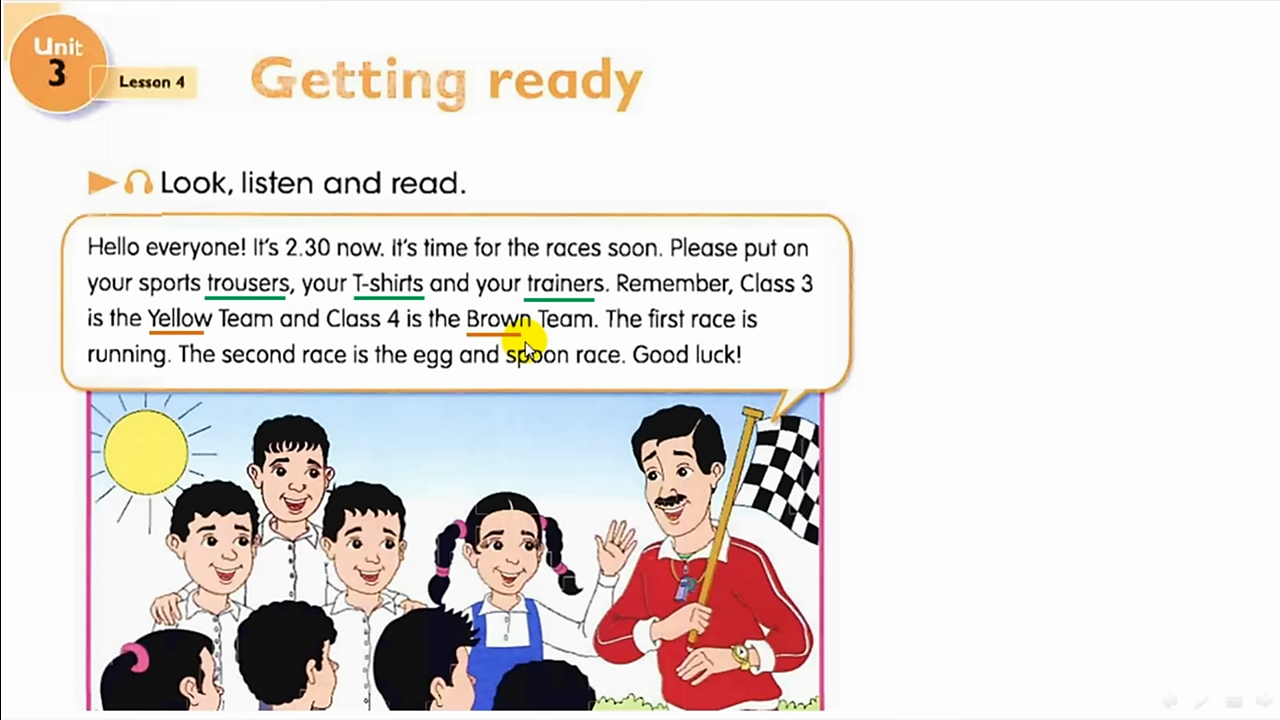 Unit
3
Lesson 4
Getting ready
Look, listen and read.
Hello everyone! It's 2.30 now. It's time for the races soon. Please put on
your sports trousers, your T-shirts and your trainers. Remember, Class 3
is the Yellow Team and Class 4 is the Brown Team. The first race is
running. The second race is the egg and spoon race. Good luck!